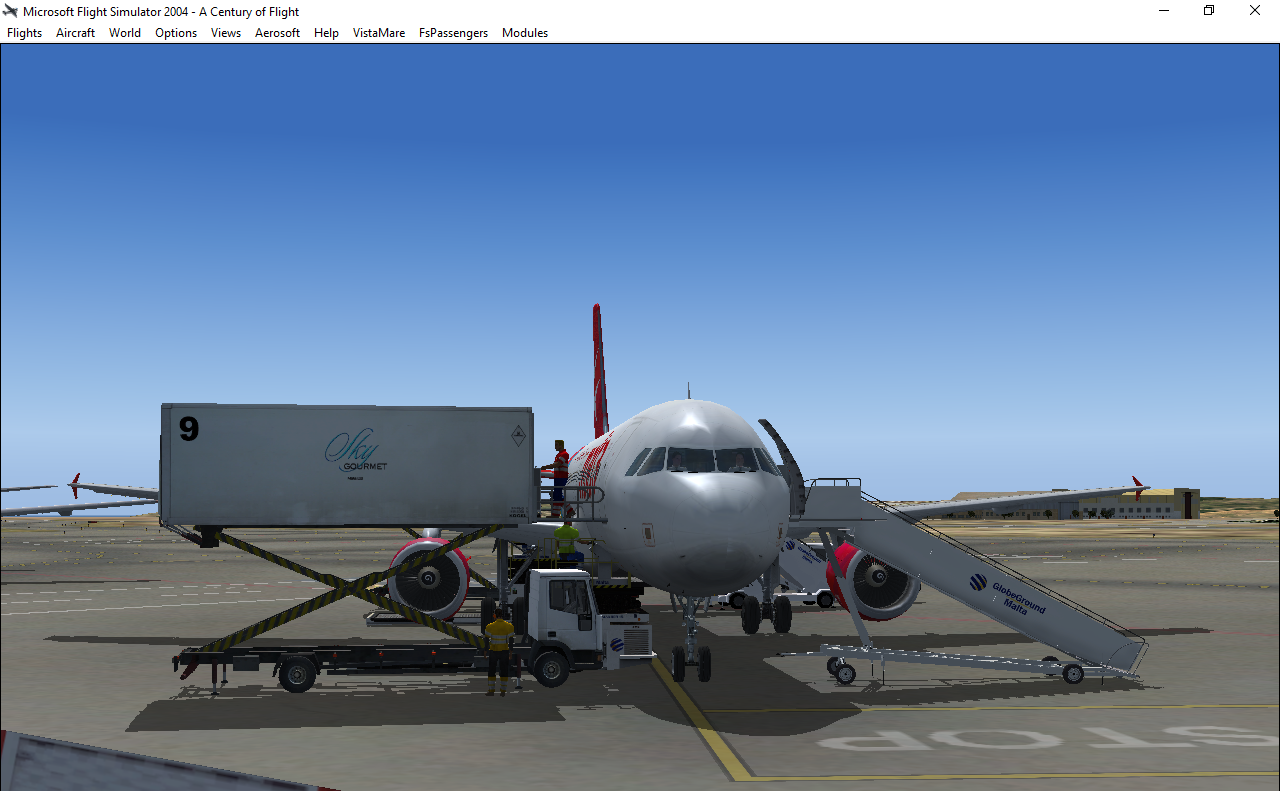 Microsoft Flight Simulator 2004 - A Century of Flight
Flights Aircraft World Options Views Aerosoft Help VistaMare FsPassengers Modules
9
Sky
GOURMET
GlobeGround
Malta
GlobeGround
STOP